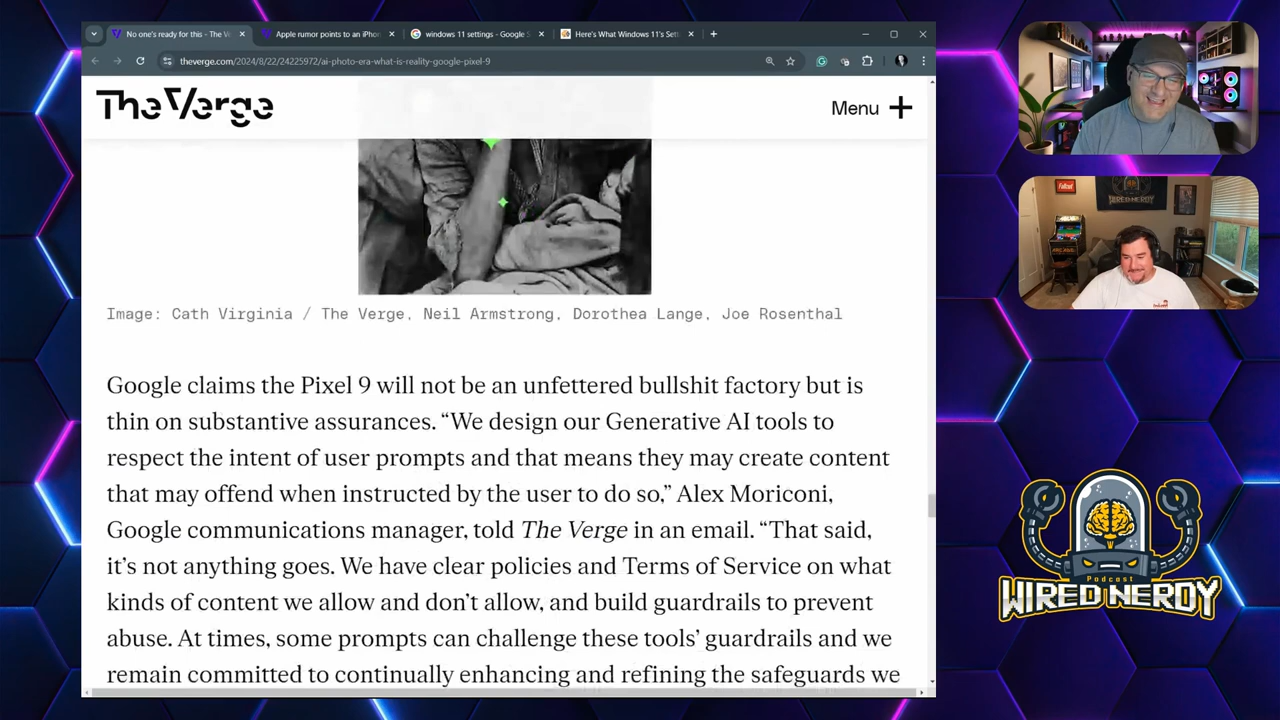 No one's ready for this - The Ve
Apple rumor points to an iPhon
windows 11 settings - Google S
Here's What Windows 11's Sett
theverge.com/2024/8/22/24225972/ai-photo-era-what-is-reality-google-pixel-9
The Verge
Menu
Image: Cath Virginia / The Verge, Neil Armstrong, Dorothea Lange, Joe Rosenthal
Google claims the Pixel 9 will not be an unfettered bullshit factory but is
thin on substantive assurances. “We design our Generative AI tools to
respect the intent of user prompts and that means they may create content
that may offend when instructed by the user to do so,” Alex Moriconi,
Google communications manager, told The Verge in an email. “That said,
it’s not anything goes. We have clear policies and Terms of Service on what
kinds of content we allow and don’t allow, and build guardrails to prevent
abuse. At times, some prompts can challenge these tools’ guardrails and we
remain committed to continually enhancing and refining the safeguards we
Fallout
WIRED NERDY
Podcast
WIRED NERDY